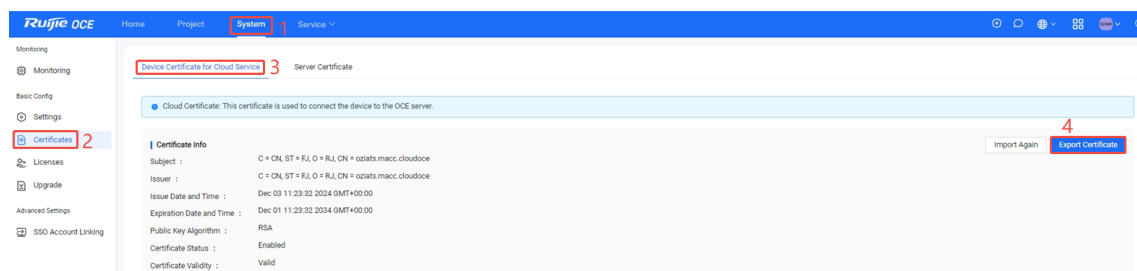 Ruijie OCE Home Project System 1 Service
Monitoring
Monitoring
Basic Config
Settings
Certificates 2
Licenses
Upgrade
Advanced Settings
SSO Account Linking
Device Certificate for Cloud Service 3 Server Certificate
Cloud Certificate: This certificate is used to connect the device to the OCE server.
4
Certificate Info Import Again Export Certificate
Subject : C = CN, ST = FJ, O = RJ, CN = oziats.macc.cloudoce
Issuer : C = CN, ST = FJ, O = RJ, CN = oziats.macc.cloudoce
Issue Date and Time : Dec 03 11:23:32 2024 GMT+00:00
Expiration Date and Time : Dec 01 11:23:32 2034 GMT+00:00
Public Key Algorithm : RSA
Certificate Status : Enabled
Certificate Validity : Valid